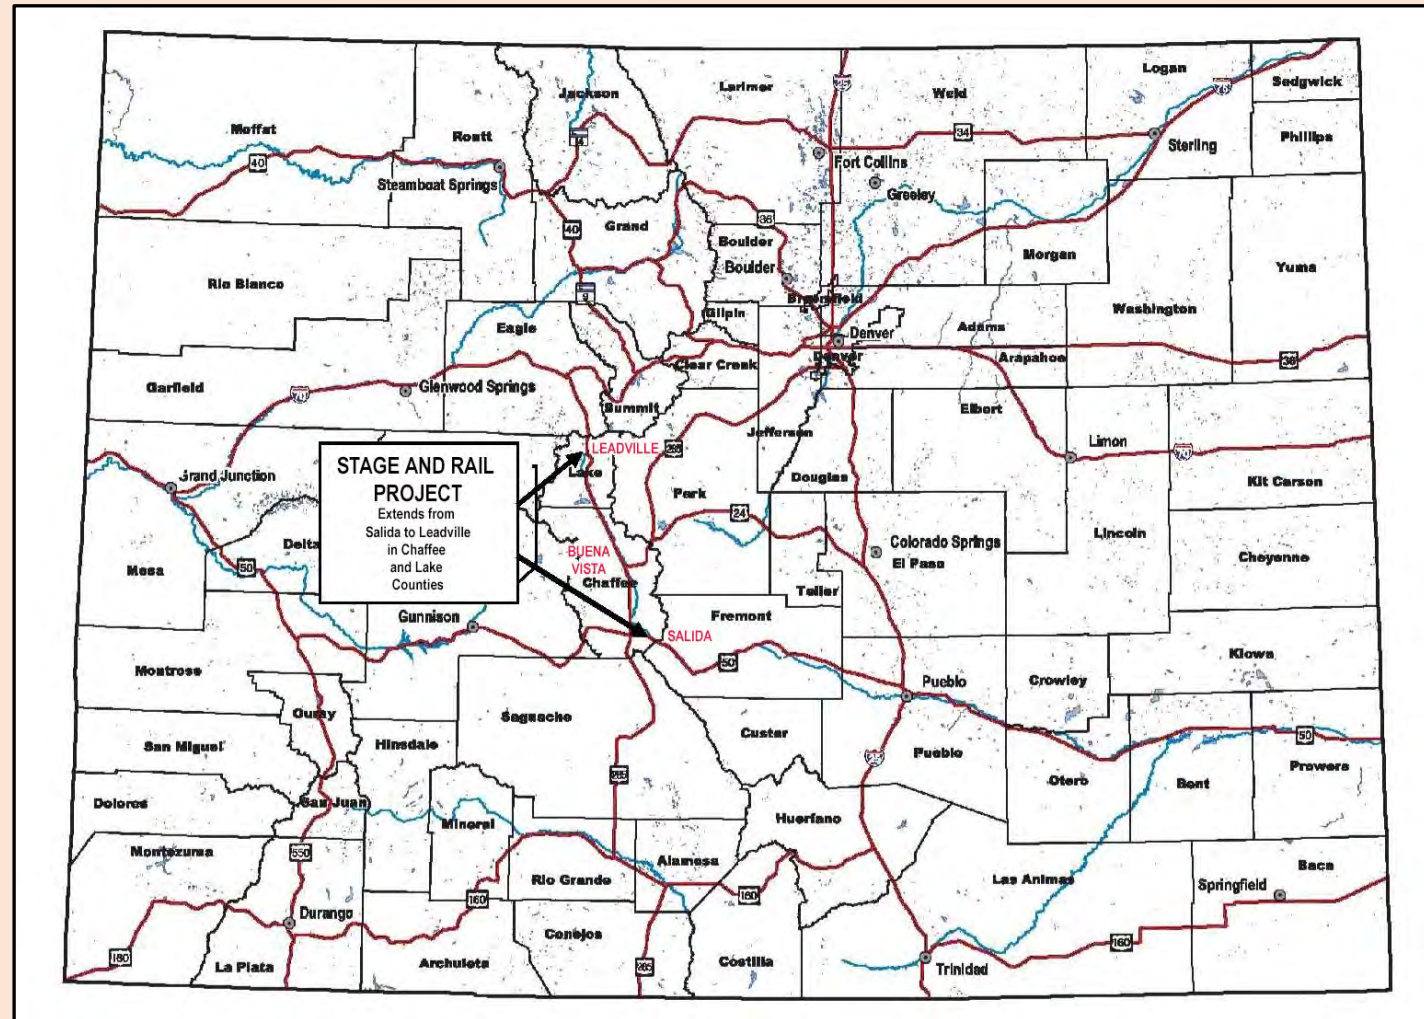 Logan
Sedgwick
Jackson
Larimer
Weld
25
76
Moffat
Routt
34
Phillips
14
Sterling
40
Fort Collins
Steamboat Springs
Greeley
36
40
Grand
Boulder
Morgan
Yuma
Boulder
Rio Blanco
9
Broomfield
Washington
Gilpin
Eagle
Adams
Denver
Denver
Arapahoe
36
Clear Creek
Garfield
70
Glenwood Springs
Summit
Elbert
Jefferson
Limon
LEADVILLE
285
70
STAGE AND RAIL
PROJECT
Extends from
Salida to Leadville
in Chaffee
and Lake
Counties
Grand Junction
Lake
Douglas
Kit Carson
Park
24
Lincoln
Delta
Colorado Springs
BUENA
VISTA
Cheyenne
El Paso
Mesa
50
Chaffee
Teller
Gunnison
Fremont
SALIDA
Kiowa
50
Montrose
Pueblo
Crowley
Ouray
Saguache
Custer
San Miguel
Hinsdale
50
Pueblo
25
Prowers
285
Otero
Bent
Dolores
San Juan
Mineral
Huerfano
Montezuma
550
Alamosa
Baca
Rio Grande
Las Animas
Springfield
160
160
Durango
Conejos
160
160
La Plata
Archuleta
285
Costilla
Trinidad